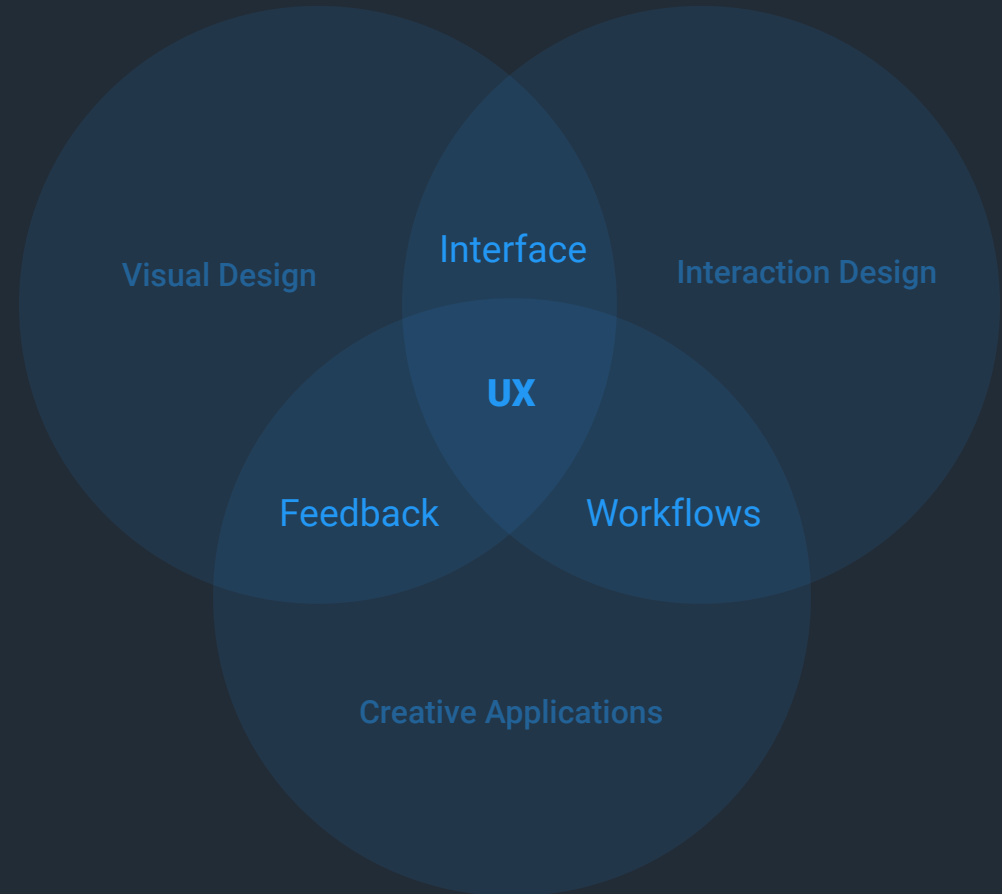 Interface
Visual Design
Interaction Design
UX
Feedback
Workflows
Creative Applications